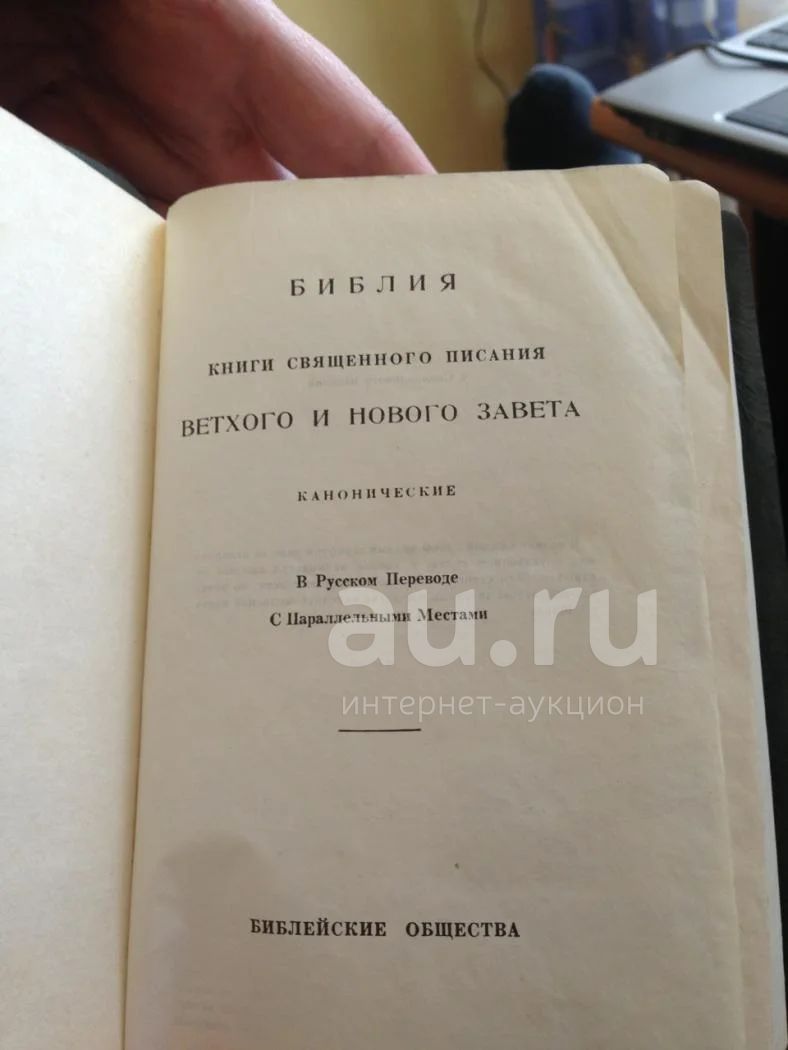 БИБЛИЯ
КНИГИ СВЯЩЕННОГО ПИСАНИЯ
ВЕТХОГО И НОВОГО ЗАВЕТА
КАНОНИЧЕСКИЕ
В Русском Переводе
С Параллельными Местами
au.ru
интернет-аукцион
БИБЛЕЙСКИЕ ОБЩЕСТВА